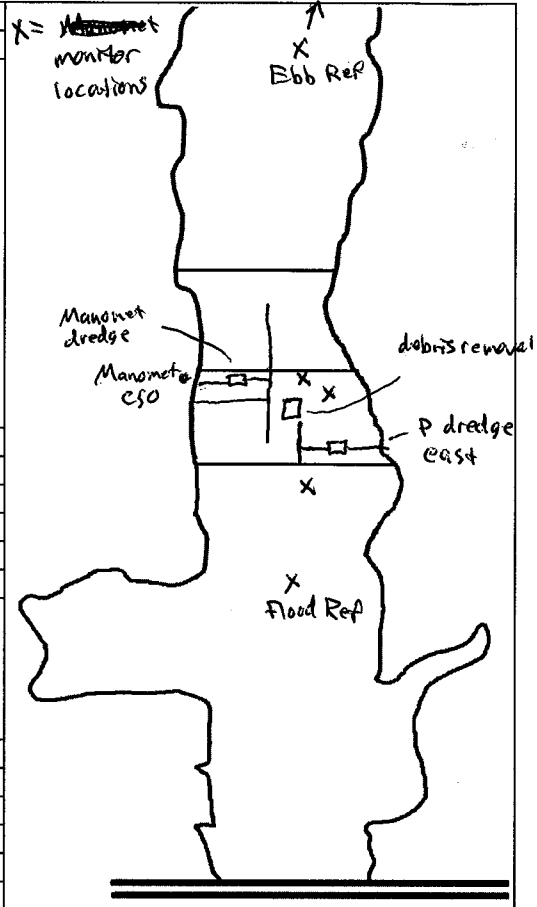 X =
monitor
locations
X
Ebb Ref
Manomet
dredge
Manomet
CSO
debris removal
X
X
P dredge
east
X
X
Flood Ref